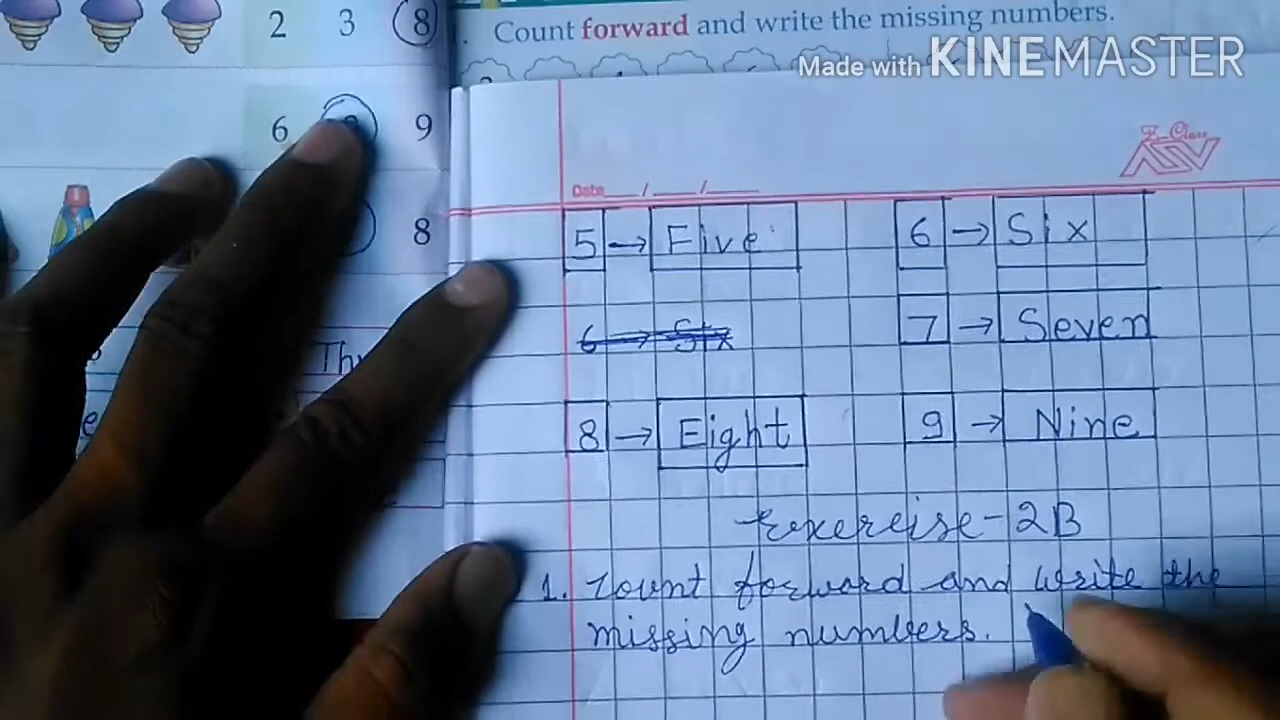 2 3 8
. Count forward and write the missing numbers.
Made with KINEMASTER
6 9
8
Z-Class
ADV
Date / /
5 → Five
6 → Six
6 → Six
7 → Seven
8 → Eight
9 → Nine
Exercise-2B
1. Count forward and write the
missing numbers.